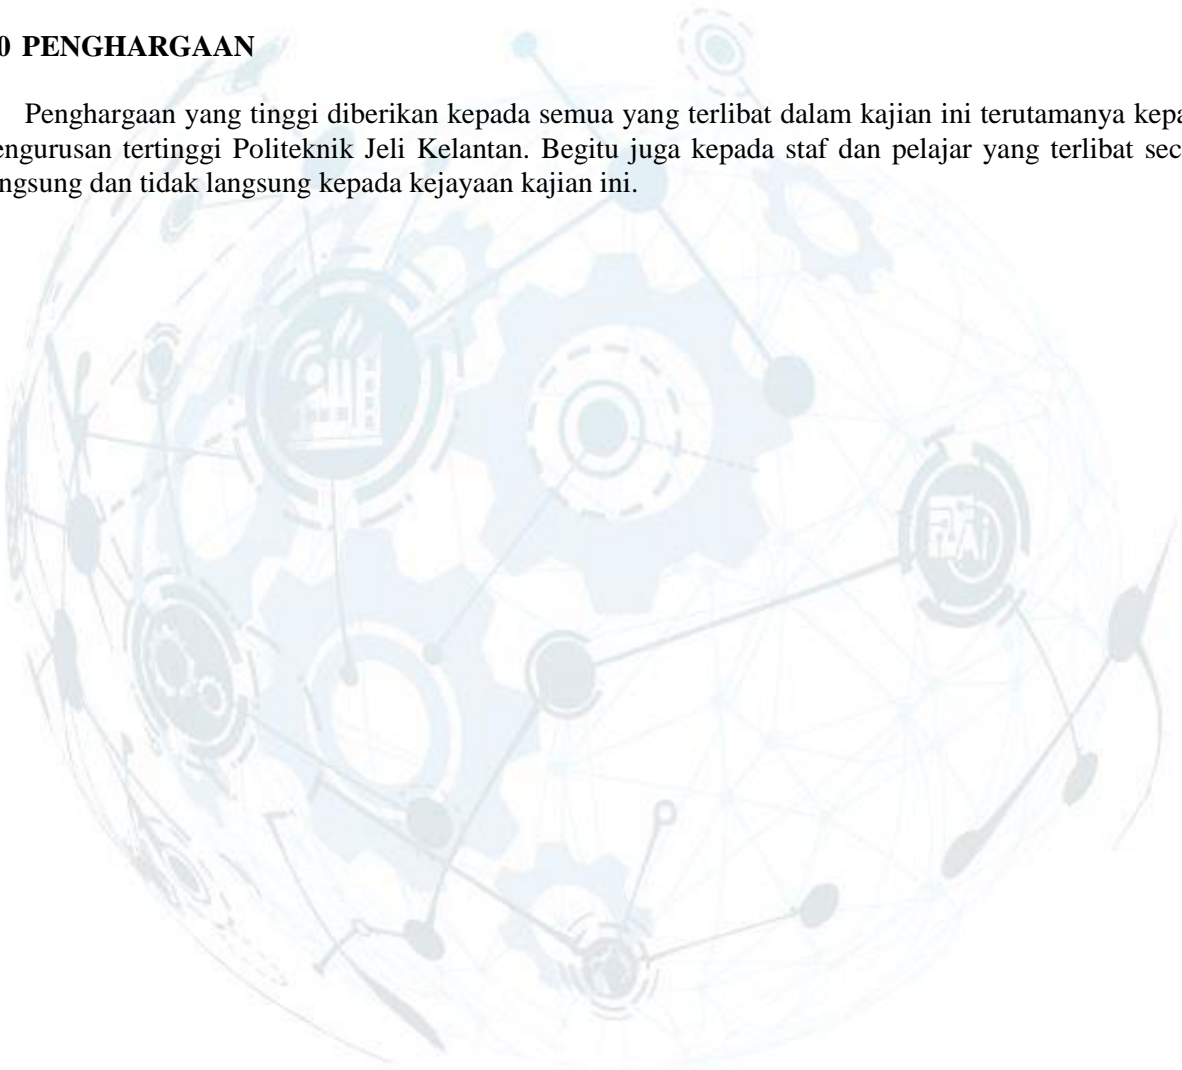 0 PENGHARGAAN
Penghargaan yang tinggi diberikan kepada semua yang terlibat dalam kajian ini terutamanya kepa
engurusan tertinggi Politeknik Jeli Kelantan. Begitu juga kepada staf dan pelajar yang terlibat sec
ngsung dan tidak langsung kepada kejayaan kajian ini.